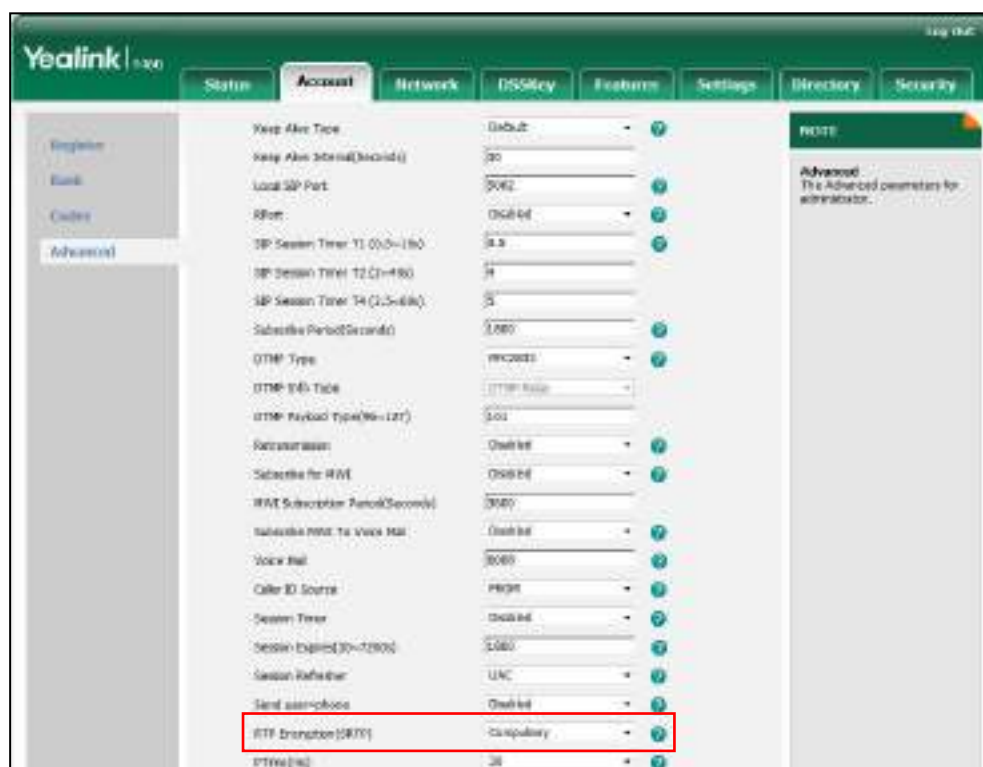 Log Out
Yealink
Status Account Network DSSKey Features Settings Directory Security
Register
Basic
Codec
Advanced
Keep Alive Type Default
Keep Alive Interval(Seconds) 30
Local SIP Port 5062
RPort Disabled
SIP Session Timer T1 (0.5~10s) 0.5
SIP Session Timer T2 (2~40s) 4
SIP Session Timer T4 (2.5~60s) 5
Subscribe Period(Seconds) 1800
DTMF Type RFC2833
DTMF Info Type DTMF-Relay
DTMF Payload Type(96~127) 101
Retransmission Disabled
Subscribe for MWI Disabled
MWI Subscription Period(Seconds) 3600
Subscribe MWI To Voice Mail Disabled
Voice Mail
Caller ID Source FROM
Session Timer Disabled
Session Expires(30~7200s) 1800
Session Refresher UAC
Send user=phone Disabled
RTP Encryption(SRTP) Compulsory
PTime(ms) 20
NOTE
Advanced
The Advanced parameters for
administrator.